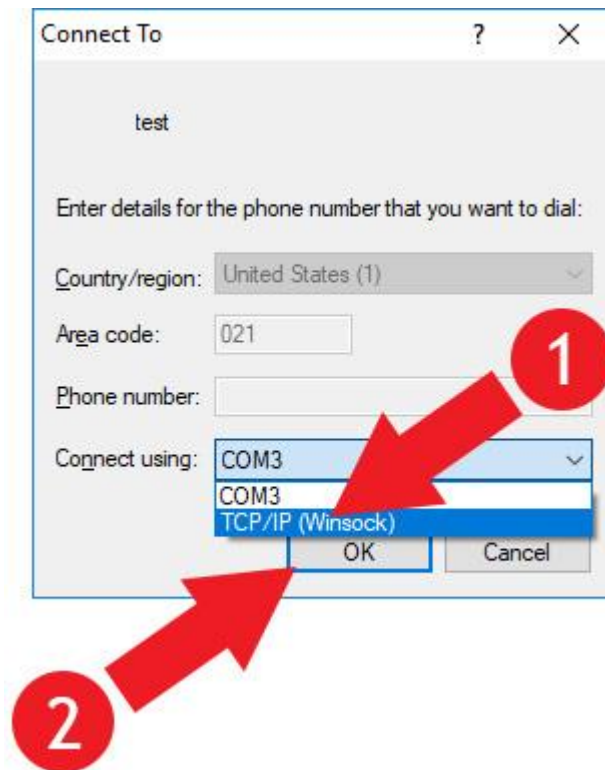 Connect To ?
test
Enter details for the phone number that you want to dial:
Country/region: United States (1)
Area code: 021
Phone number:
Connect using: COM3
COM3
TCP/IP (Winsock)
OK Cancel
1
2